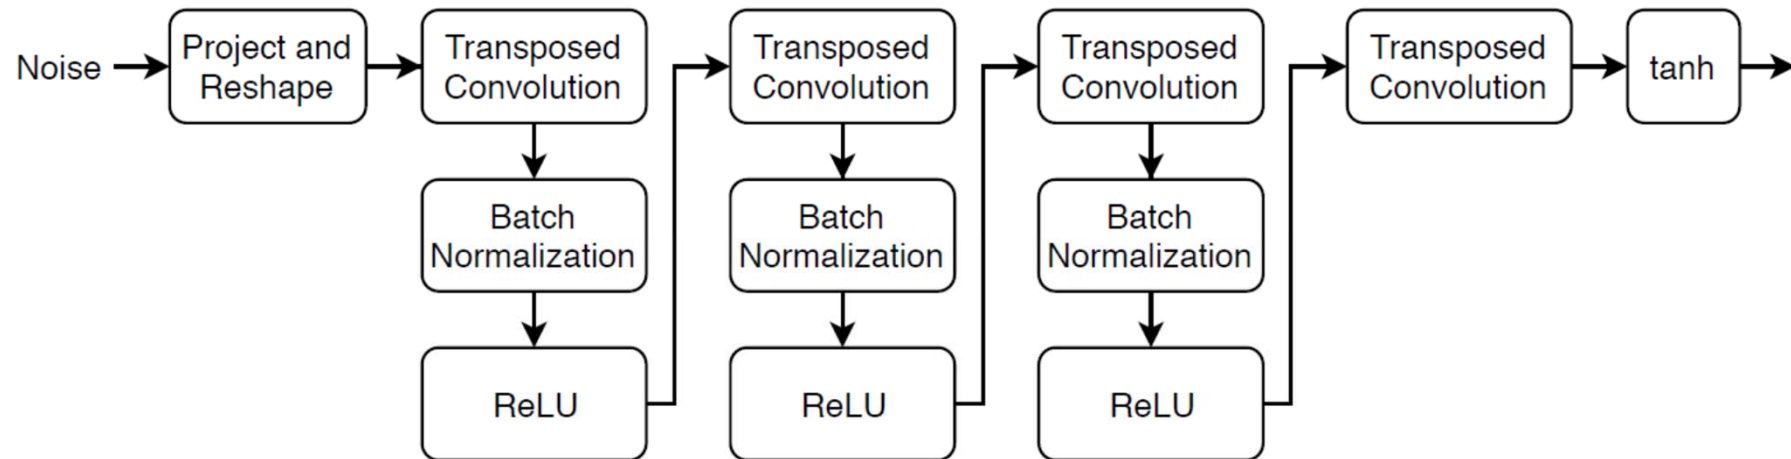 Noise
Project and
Reshape
Transposed
Convolution
Batch
Normalization
ReLU
Transposed
Convolution
Batch
Normalization
ReLU
Transposed
Convolution
Batch
Normalization
ReLU
Transposed
Convolution
tanh